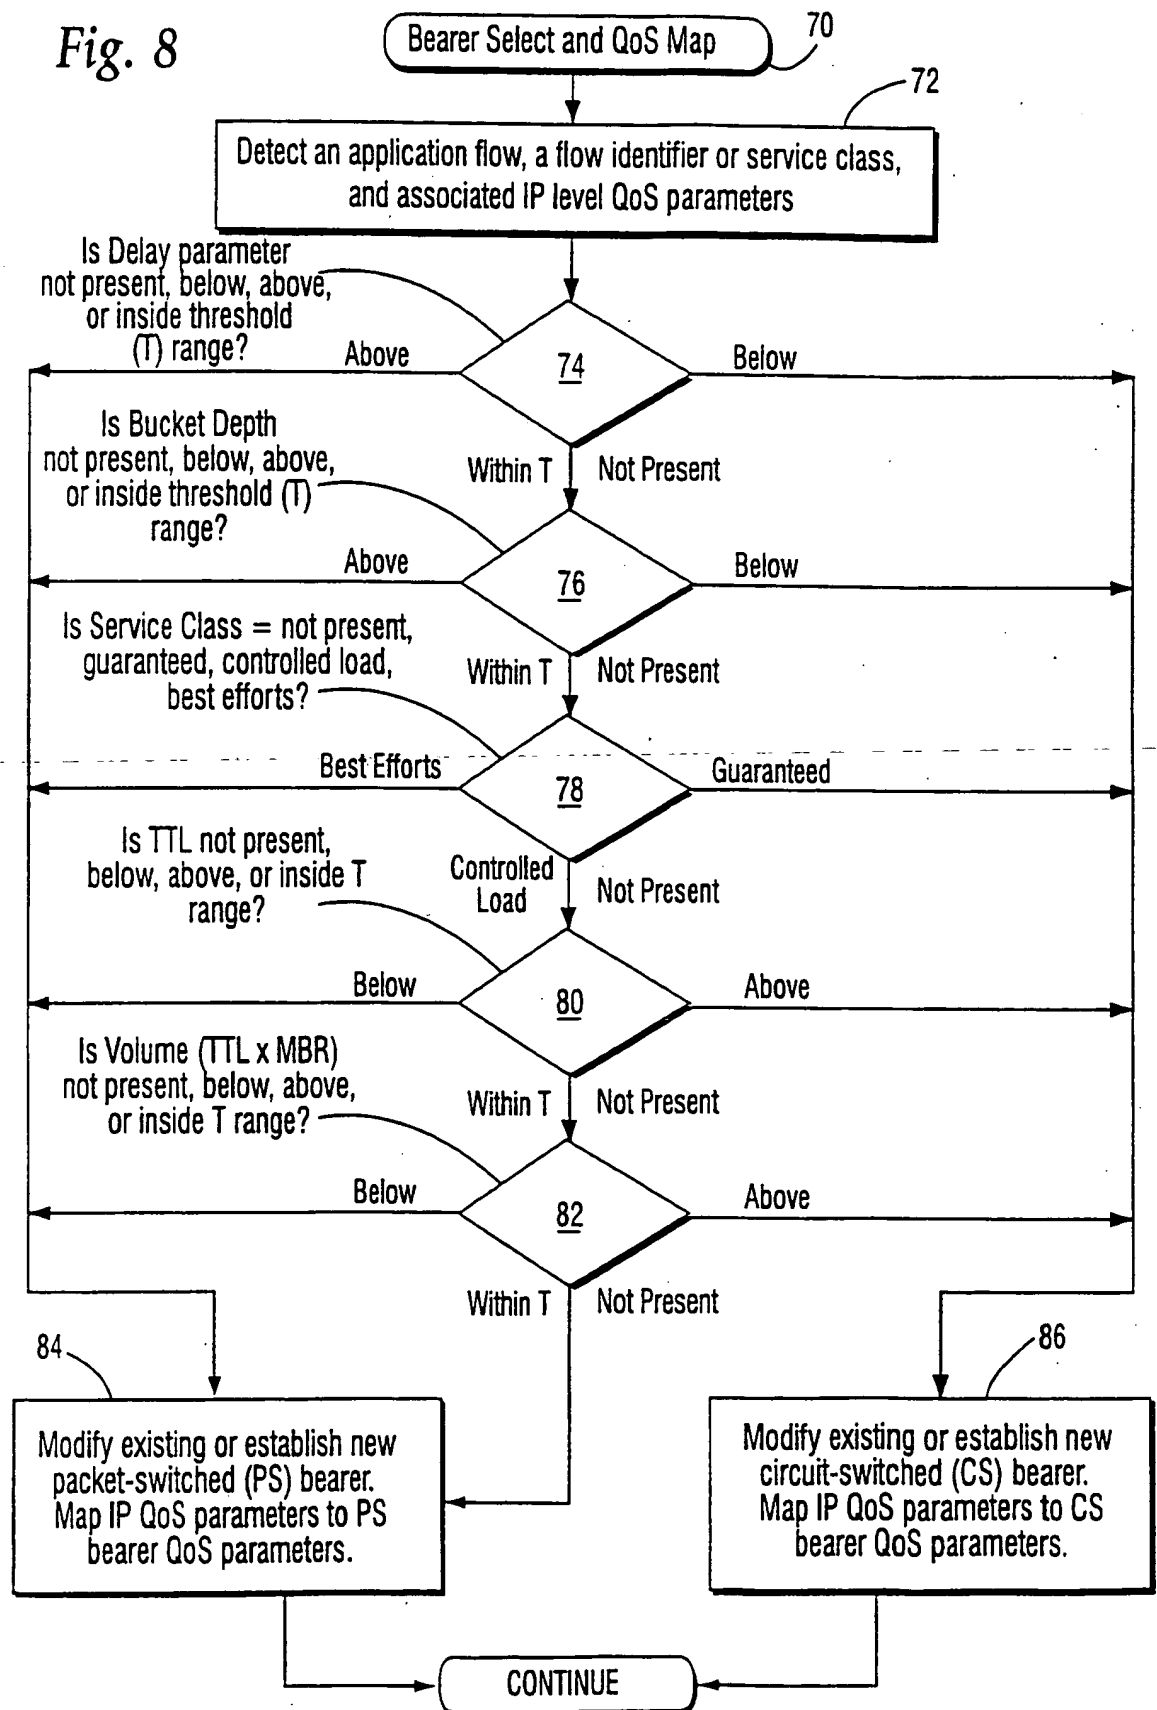 Fig. 8
Bearer Select and QoS Map
70
72
Detect an application flow, a flow identifier or service class,
and associated IP level QoS parameters
Is Delay parameter
not present, below, above,
or inside threshold
(T) range?
Above
74
Below
Within T
Not Present
Is Bucket Depth
not present, below, above,
or inside threshold (T)
range?
Above
76
Below
Within T
Not Present
Is Service Class = not present,
guaranteed, controlled load,
best efforts?
Best Efforts
78
Guaranteed
Controlled
Load
Not Present
Is TTL not present,
below, above, or inside T
range?
Below
80
Above
Within T
Not Present
Is Volume (TTL x MBR)
not present, below, above,
or inside T range?
Below
82
Above
Within T
Not Present
84
Modify existing or establish new
packet-switched (PS) bearer.
Map IP QoS parameters to PS
bearer QoS parameters.
86
Modify existing or establish new
circuit-switched (CS) bearer.
Map IP QoS parameters to CS
bearer QoS parameters.
CONTINUE